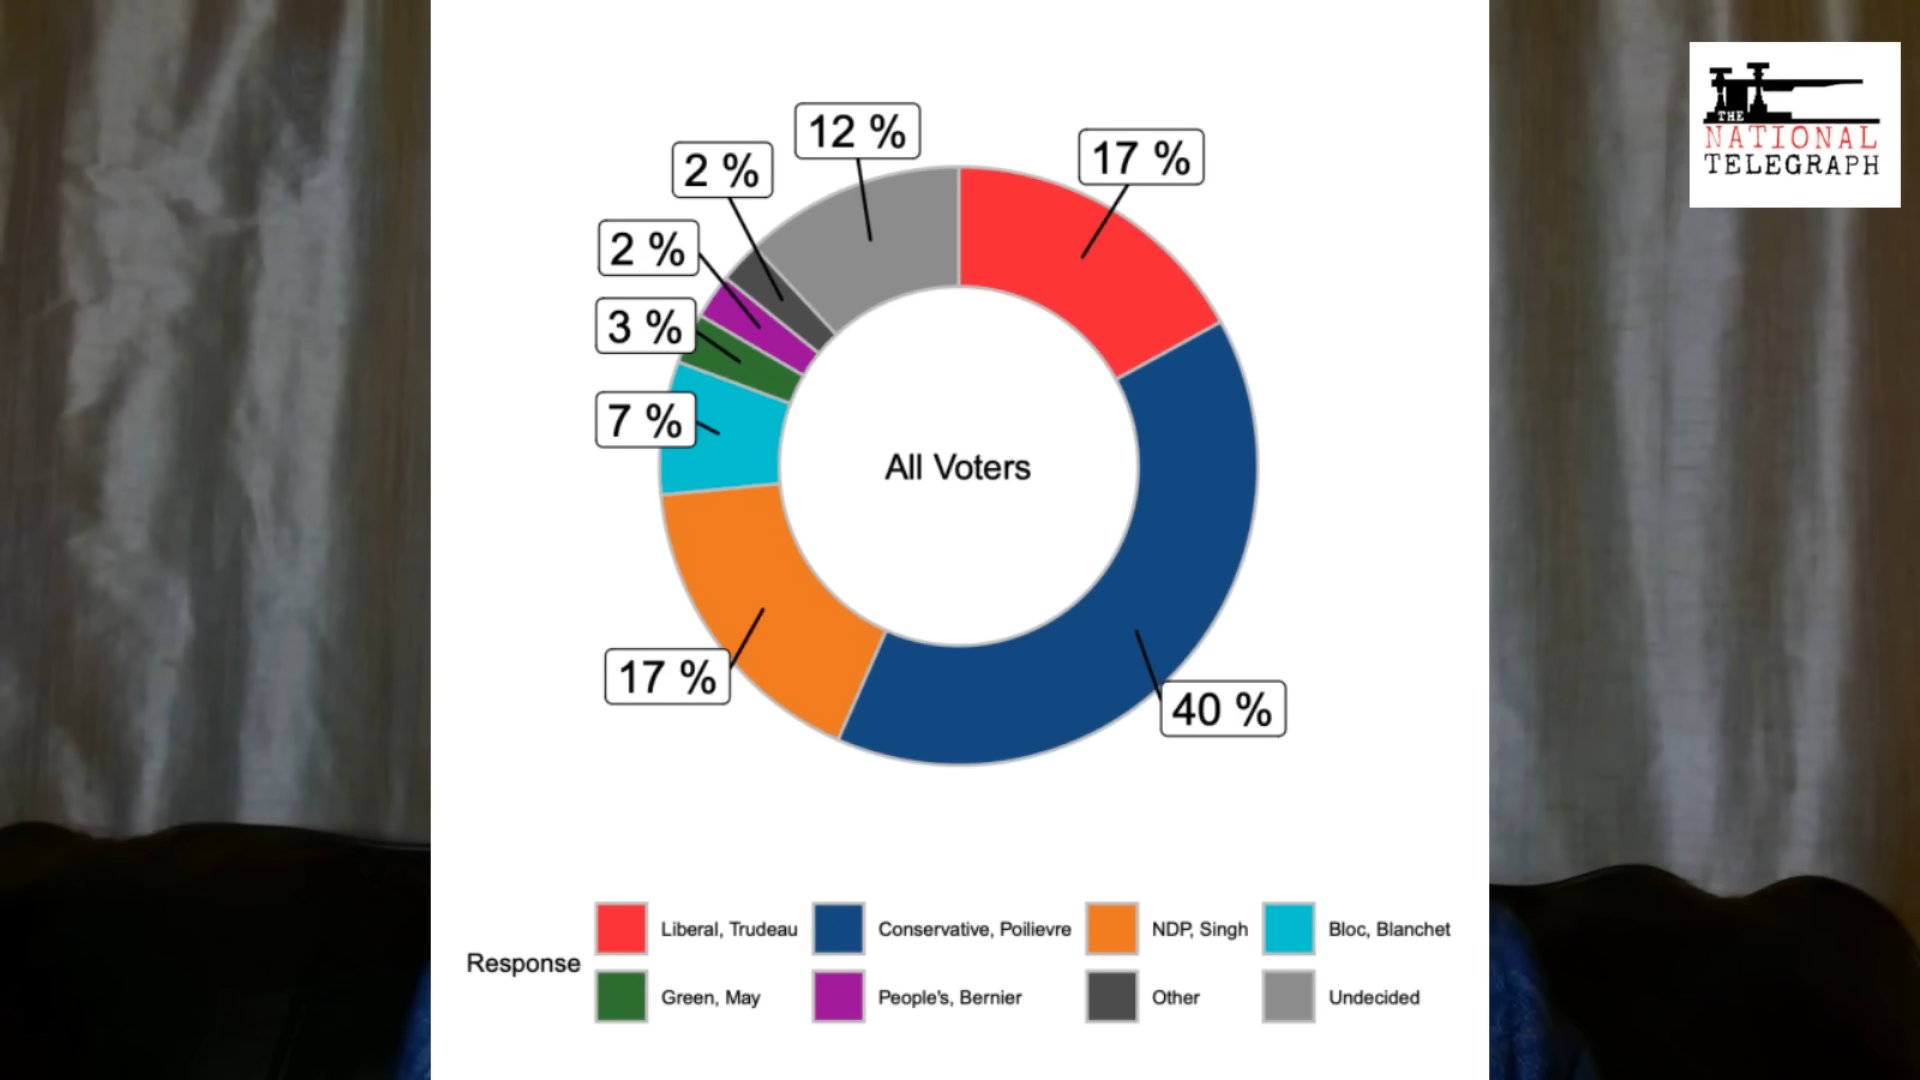 THE
NATIONAL
TELEGRAPH
12 %
17 %
2 %
2 %
3 %
7 %
All Voters
17 %
40 %
Response
Liberal, Trudeau
Conservative, Poilievre
NDP, Singh
Bloc, Blanchet
Green, May
People's, Bernier
Other
Undecided